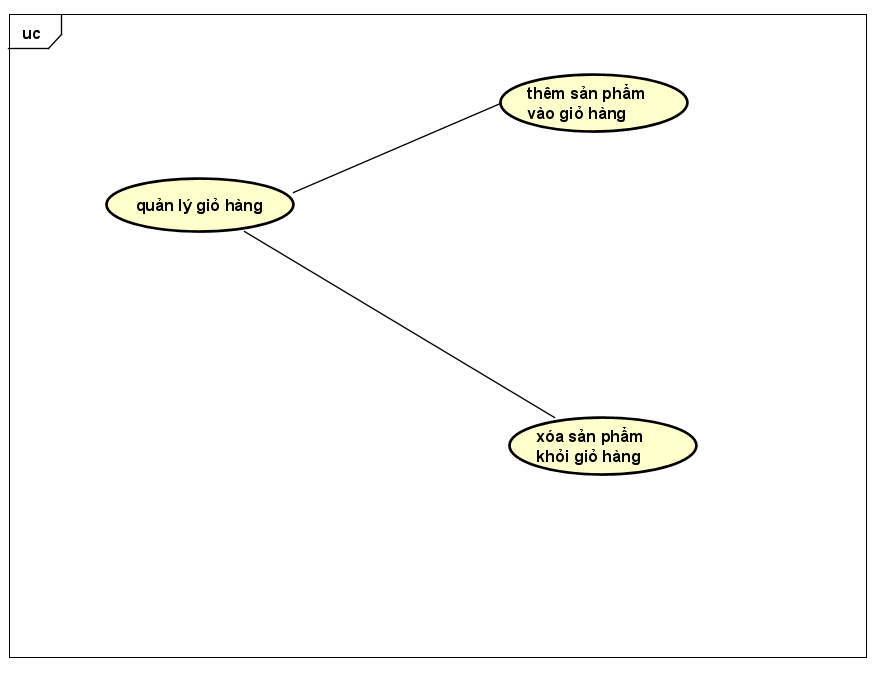 uc
thêm sản phẩm
vào giỏ hàng
quản lý giỏ hàng
xóa sản phẩm
khỏi giỏ hàng